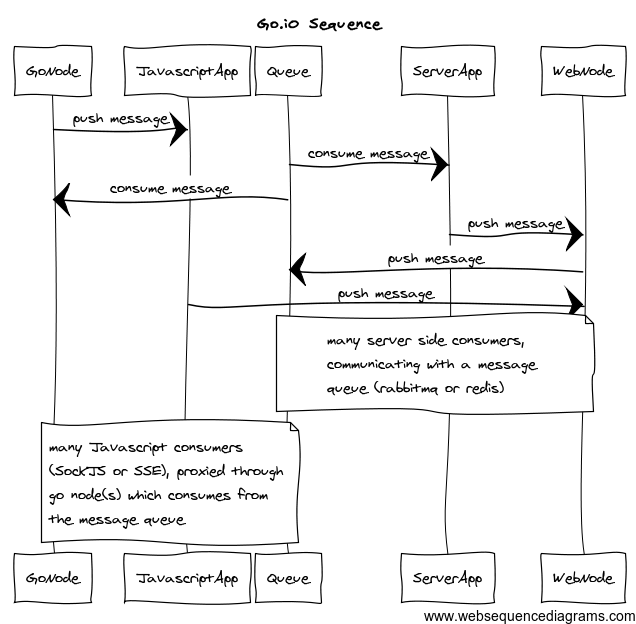 Go.io Sequence
GoNode
JavascriptApp
Queue
ServerApp
WebNode
push message
consume message
consume message
push message
push message
push message
many server side consumers,
communicating with a message
queue (rabbitmq or redis)
many Javascript consumers
(SockJS or SSE), proxied through
go node(s) which consumes from
the message queue
GoNode
JavascriptApp
Queue
ServerApp
WebNode
www.websequencediagrams.com